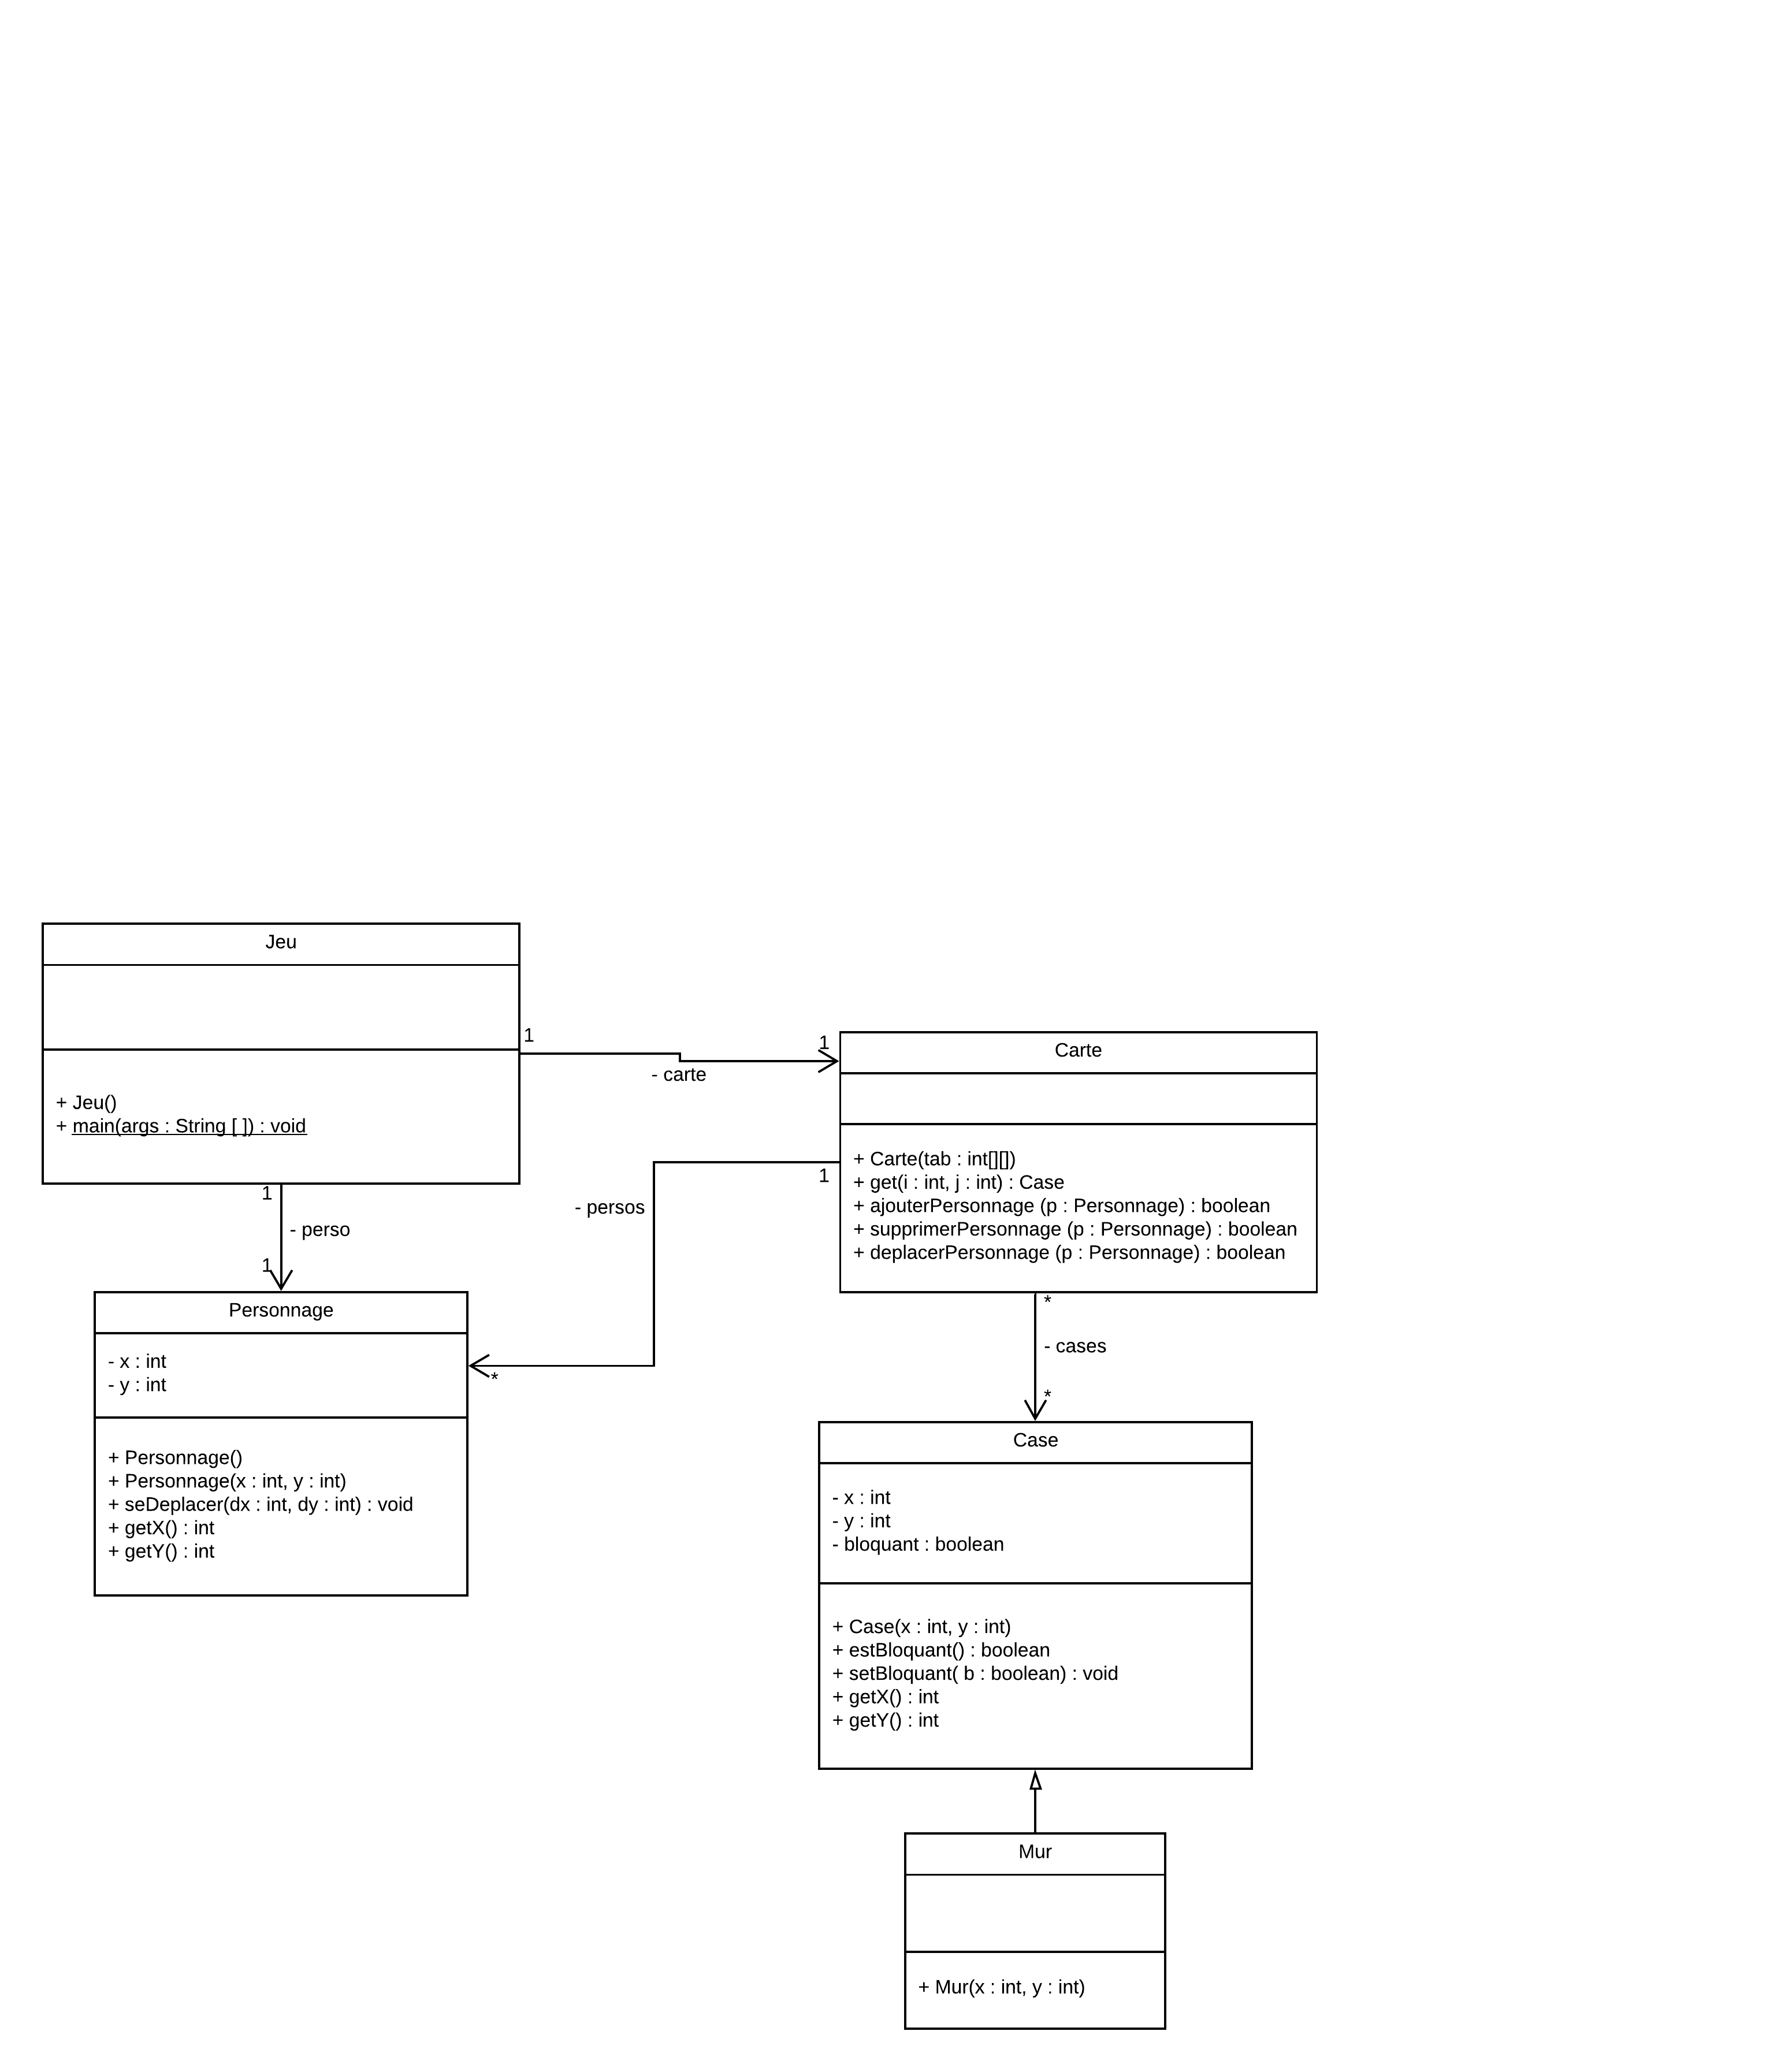 Jeu
+ Jeu()
+ main(args : String [ ]) : void
1
1
- carte
Carte
+ Carte(tab : int[][])
+ get(i : int, j : int) : Case
+ ajouterPersonnage (p : Personnage) : boolean
+ supprimerPersonnage (p : Personnage) : boolean
+ deplacerPersonnage (p : Personnage) : boolean
1
- persos
*
1
- perso
1
Personnage
- x : int
- y : int
+ Personnage()
+ Personnage(x : int, y : int)
+ seDeplacer(dx : int, dy : int) : void
+ getX() : int
+ getY() : int
*
- cases
*
Case
- x : int
- y : int
- bloquant : boolean
+ Case(x : int, y : int)
+ estBloquant() : boolean
+ setBloquant( b : boolean) : void
+ getX() : int
+ getY() : int
Mur
+ Mur(x : int, y : int)